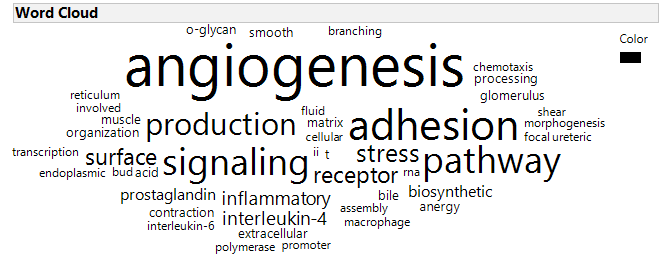 Word Cloud
Color
o-glycan smooth branching
angiogenesis
chemotaxis
processing
reticulum
glomerulus
involved
muscle
organization
production
fluid
matrix
cellular
adhesion
shear
morphogenesis
focal ureteric
transcription
surface
signaling
ii t
stress
pathway
endoplasmic bud acid
receptor
rna
prostaglandin
inflammatory
bile
biosynthetic
contraction
interleukin-4
assembly
anergy
interleukin-6
macrophage
extracellular
polymerase promoter